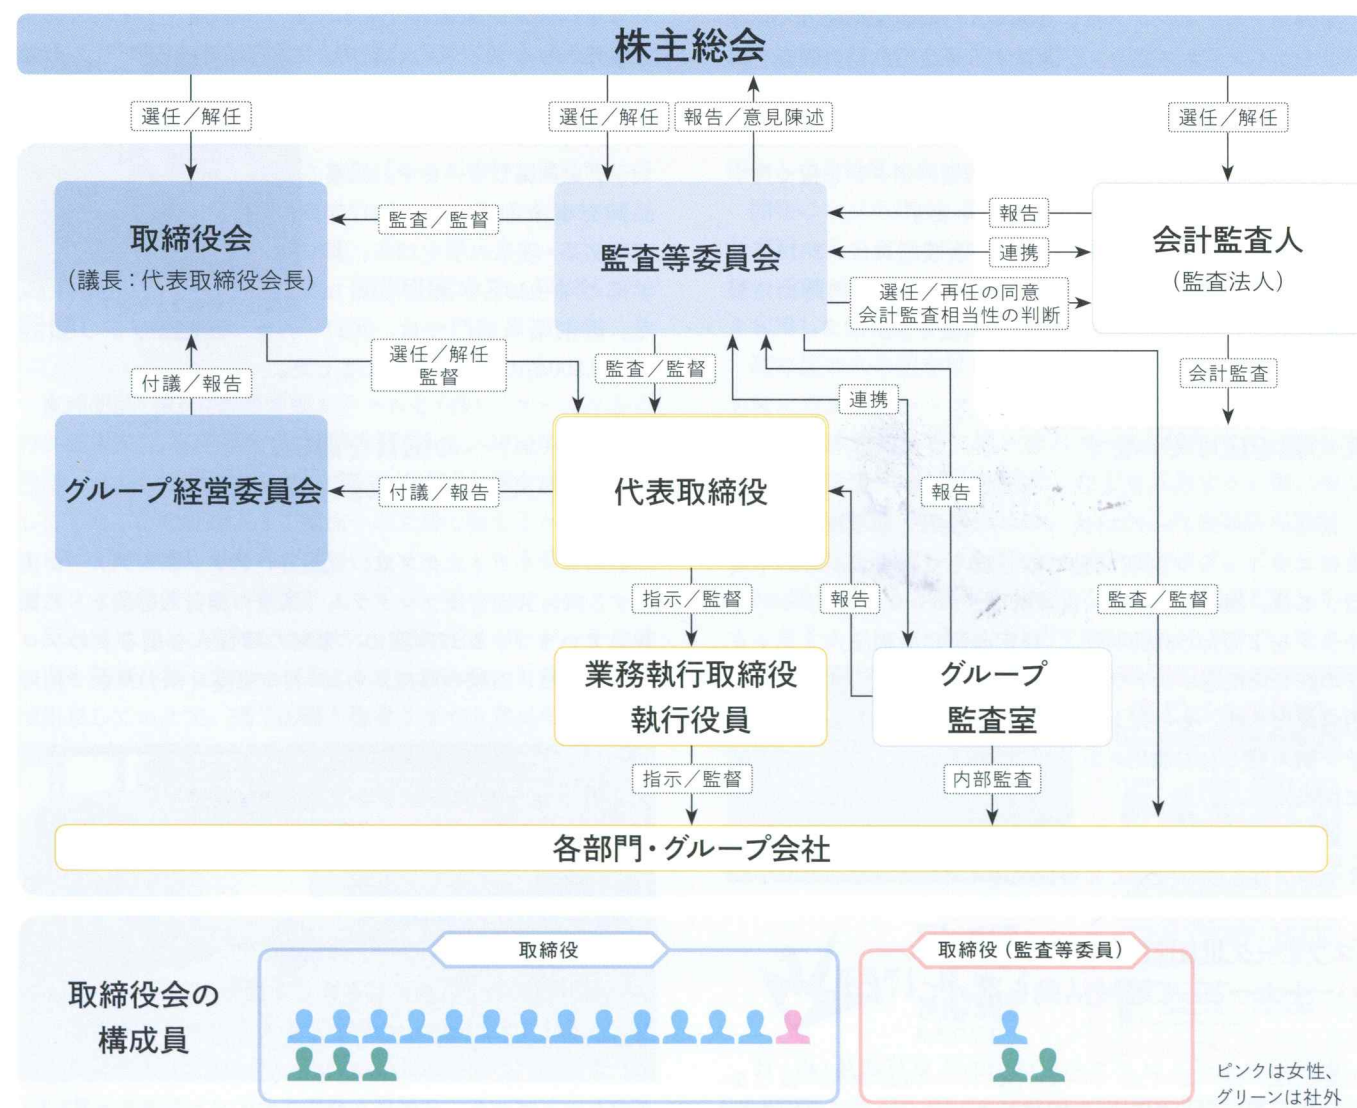 株主総会
選任／解任
選任／解任
報告／意見陳述
選任／解任
取締役会
（議長：代表取締役会長）
監査／監督
監査等委員会
報告
連携
選任／再任の同意
会計監査相当性の判断
会計監査人
（監査法人）
付議／報告
選任／解任
監督
監査／監督
連携
会計監査
グループ経営委員会
付議／報告
代表取締役
報告
指示／監督
報告
監査／監督
業務執行取締役
執行役員
グループ
監査室
指示／監督
内部監査
各部門・グループ会社
取締役会の
構成員
取締役
取締役（監査等委員）
ピンクは女性、
グリーンは社外